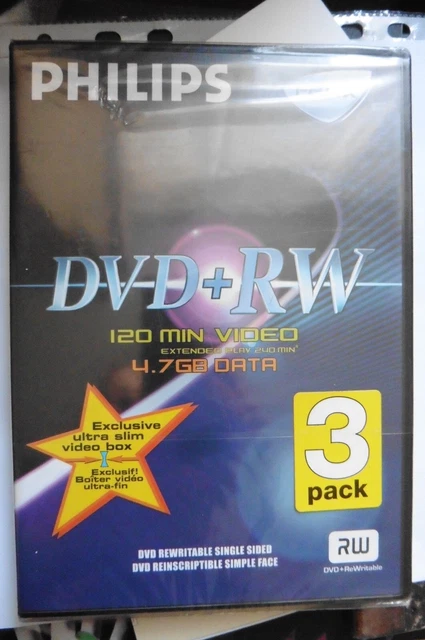 PHILIPS
DVD+RW
120 MIN VIDEO
EXTENDED PLAY 240 MIN*
4.7GB DATA
Exclusive
ultra slim
video box
Exclusif!
Boîtier vidéo
ultra-fin
3
pack
DVD REWRITABLE SINGLE SIDED
DVD REINSCRIPTIBLE SIMPLE FACE
RW
DVD+ReWritable